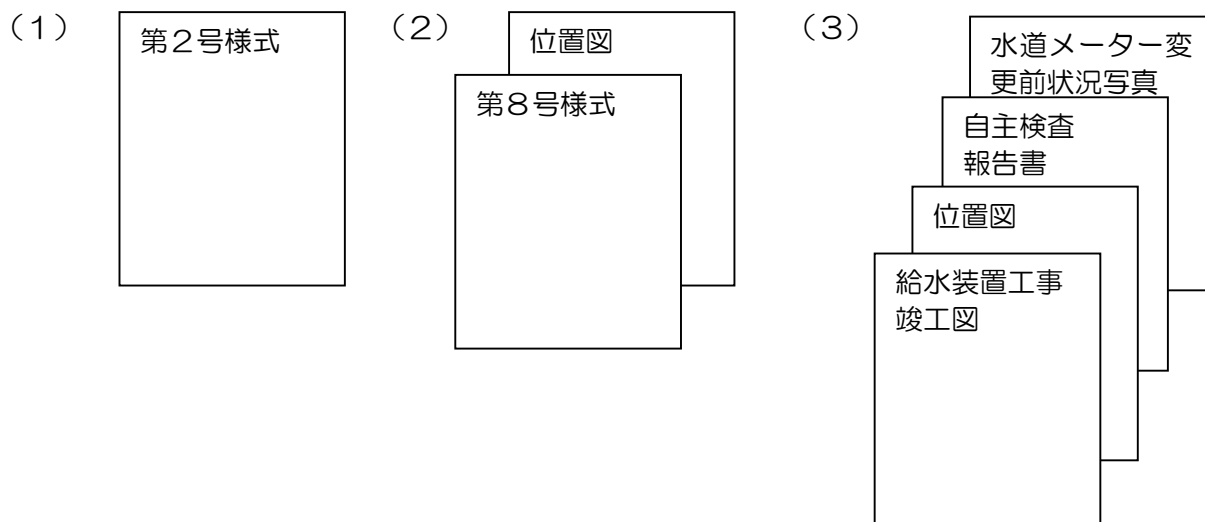 （１）
第２号様式
（２）
位置図
第８号様式
（３）
水道メーター変
更前状況写真
自主検査
報告書
位置図
給水装置工事
竣工図